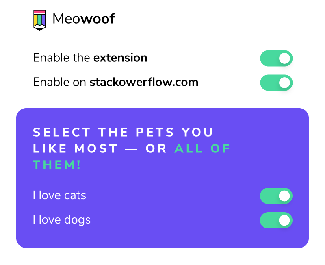 Meowoof
Enable the extension
Enable on stackowerflow.com
SELECT THE PETS YOU
LIKE MOST — OR ALL OF
THEM!
I love cats
I love dogs